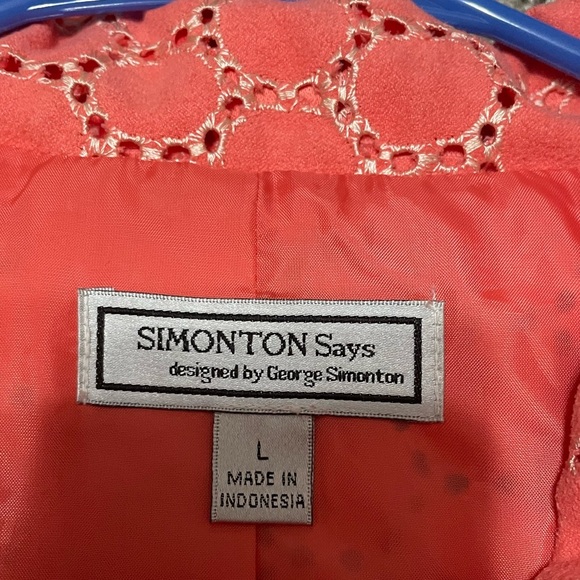 SIMONTON Says
designed by George Simonton
L
MADE IN
INDONESIA